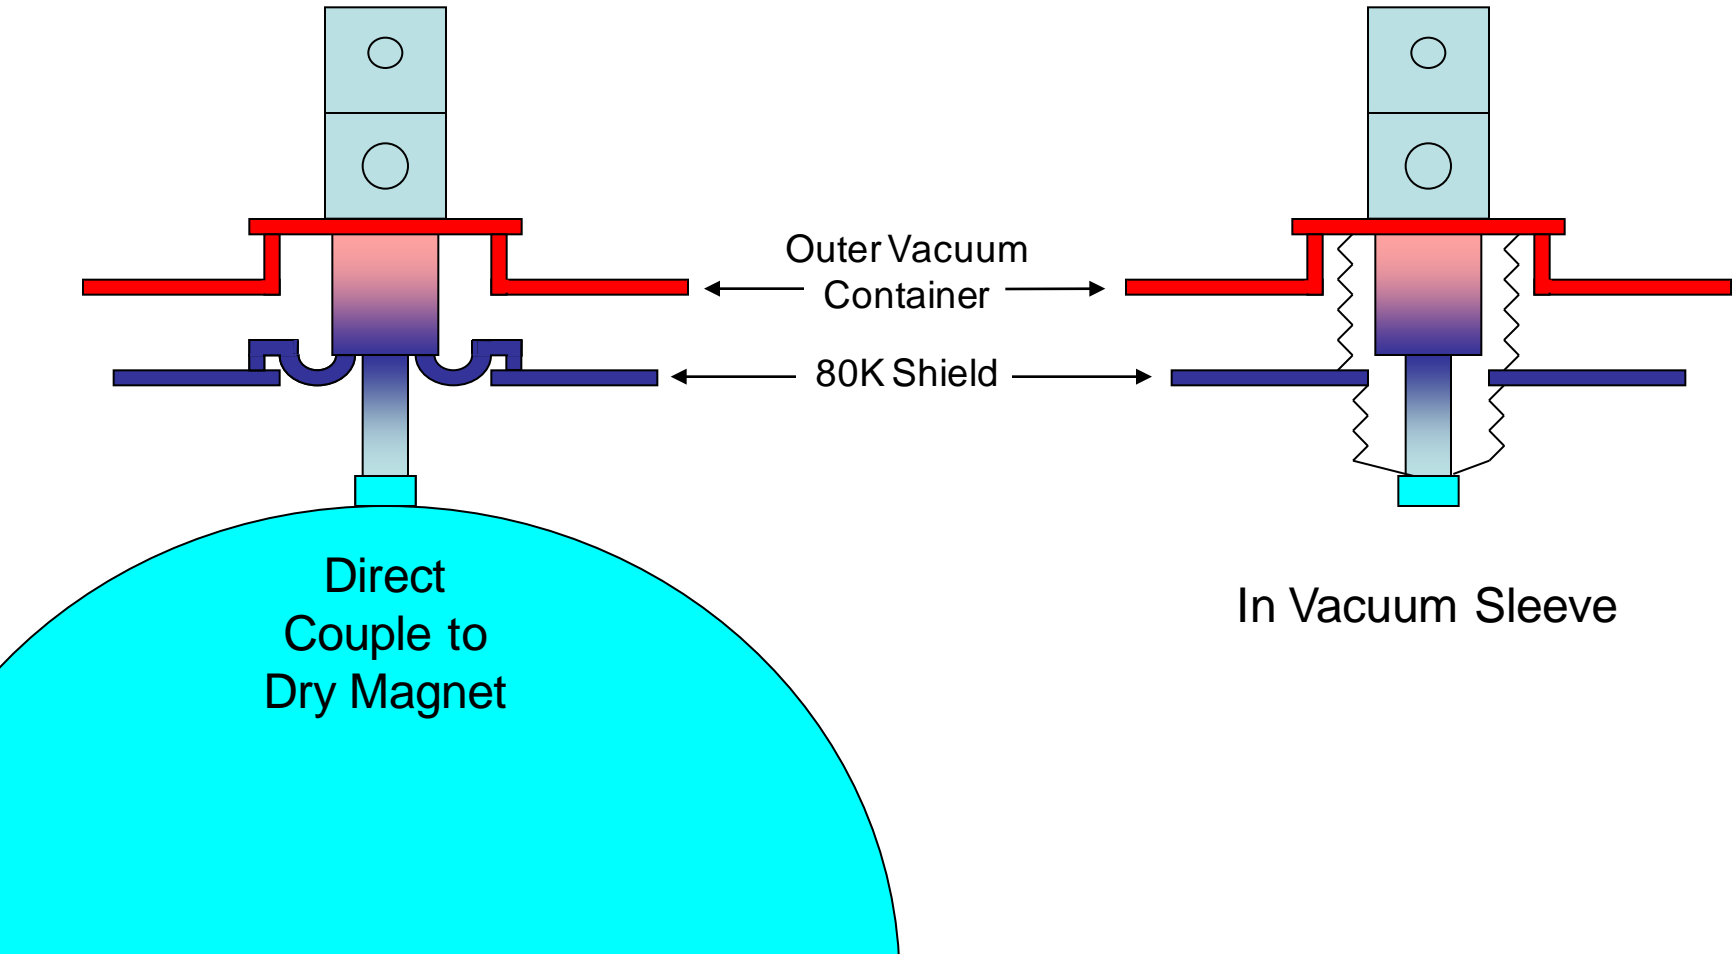 Outer Vacuum
Container
80K Shield
Direct
Couple to
Dry Magnet
In Vacuum Sleeve